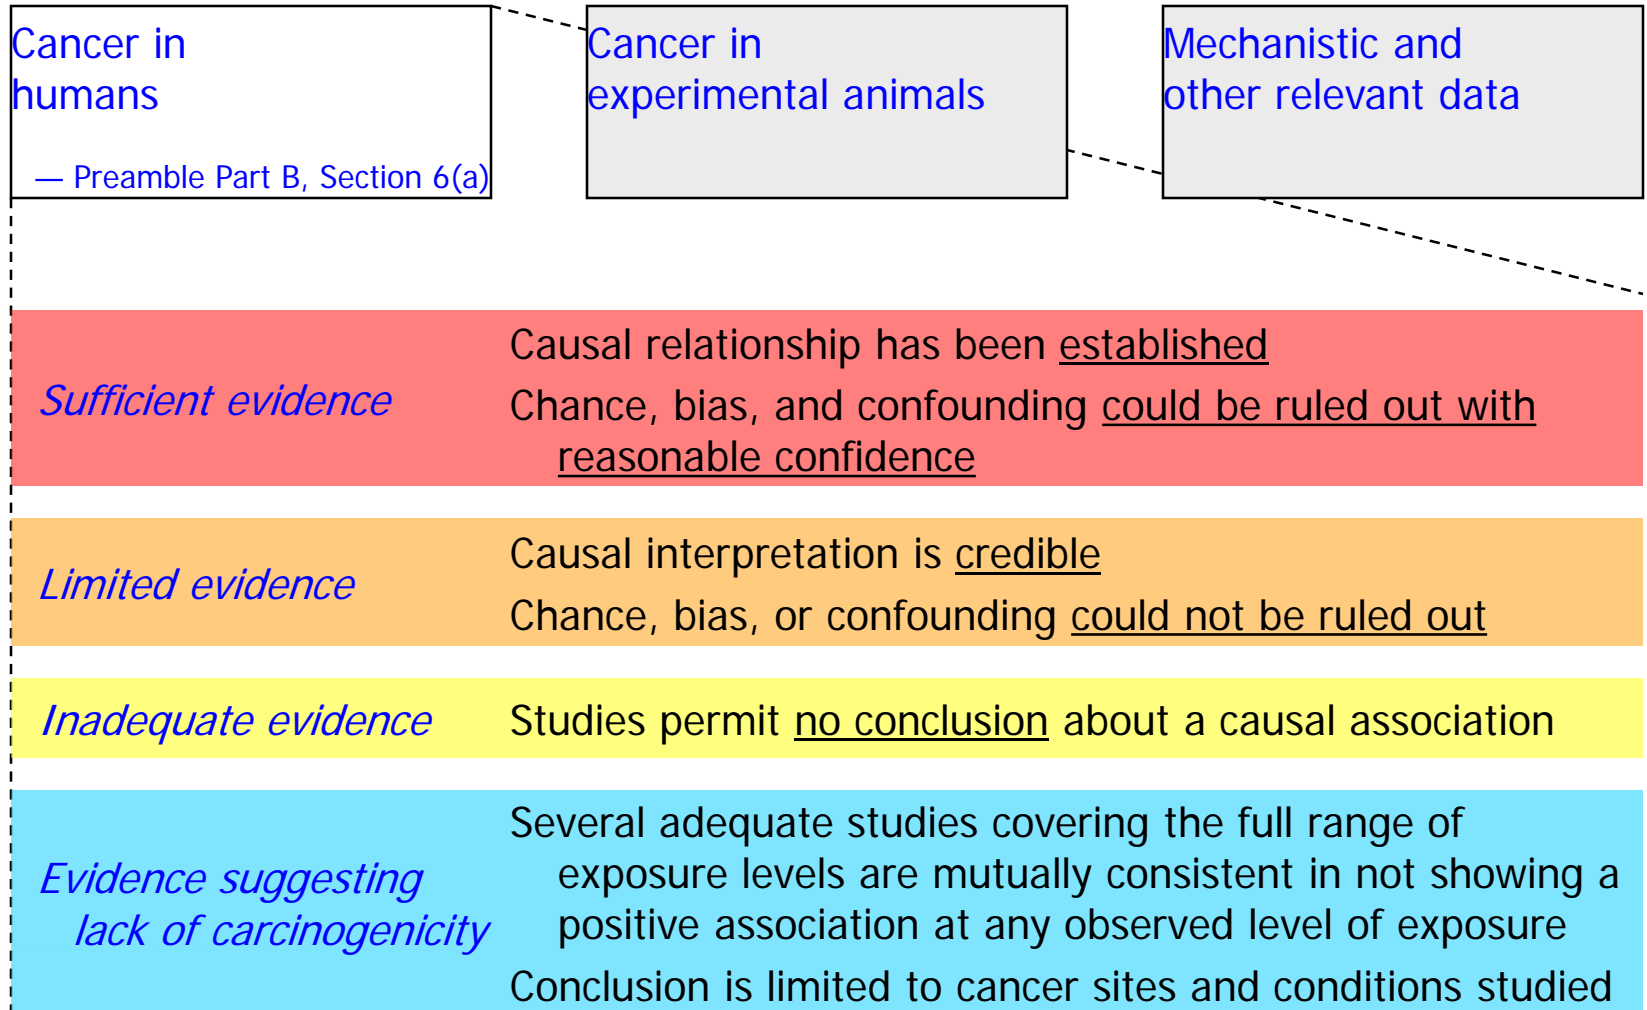 Cancer in
humans
— Preamble Part B, Section 6(a)
Cancer in
experimental animals
Mechanistic and
other relevant data
Sufficient evidence
Causal relationship has been established
Chance, bias, and confounding could be ruled out with
reasonable confidence
Limited evidence
Causal interpretation is credible
Chance, bias, or confounding could not be ruled out
Inadequate evidence
Studies permit no conclusion about a causal association
Evidence suggesting
lack of carcinogenicity
Several adequate studies covering the full range of
exposure levels are mutually consistent in not showing a
positive association at any observed level of exposure
Conclusion is limited to cancer sites and conditions studied